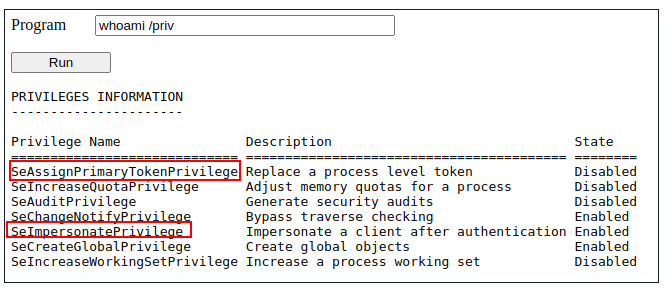 Program whoami /priv
Run
PRIVILEGES INFORMATION
----------------------
Privilege Name Description State
============================= ========================================= ========
SeAssignPrimaryTokenPrivilege Replace a process level token Disabled
SeIncreaseQuotaPrivilege Adjust memory quotas for a process Disabled
SeAuditPrivilege Generate security audits Disabled
SeChangeNotifyPrivilege Bypass traverse checking Enabled
SeImpersonatePrivilege Impersonate a client after authentication Enabled
SeCreateGlobalPrivilege Create global objects Enabled
SeIncreaseWorkingSetPrivilege Increase a process working set Disabled